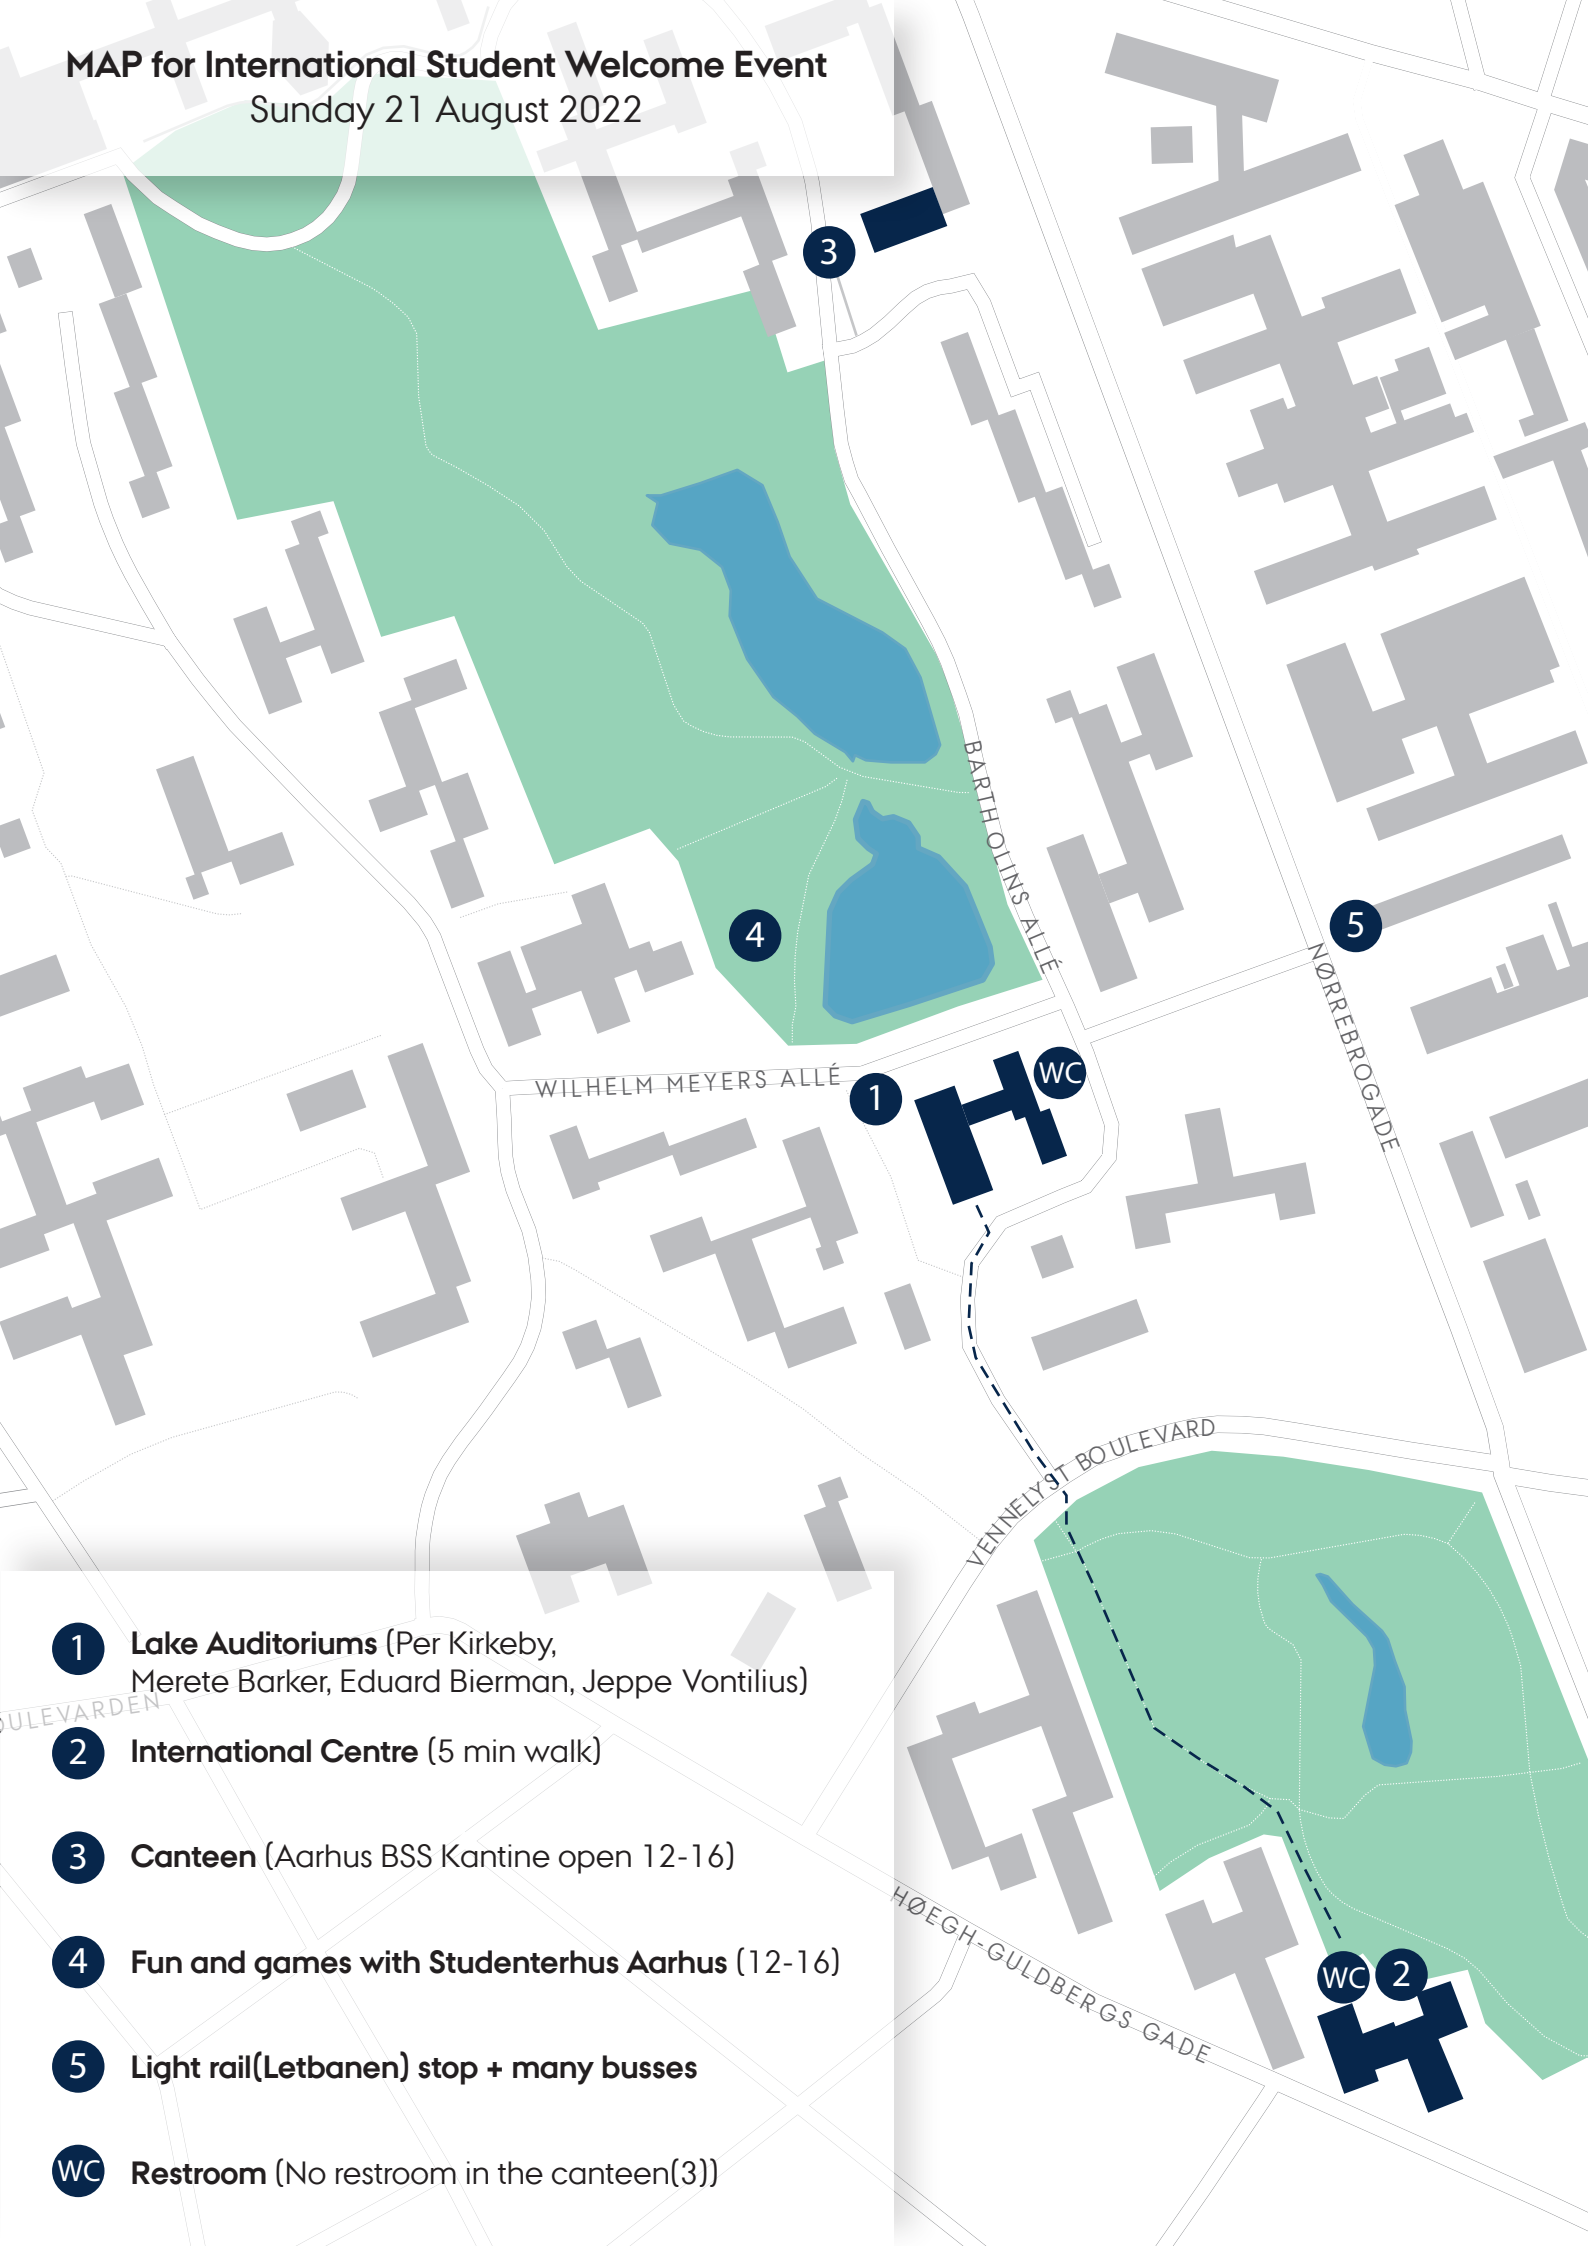 MAP for International Student Welcome Event
Sunday 21 August 2022
3
BARTHOLINS ALLÉ
4
5
NØRREBROGADE
WILHELM MEYERS ALLÉ
1
WC
VENNELYST BOULEVARD
HØEGH-GULDBERGS GADE
WC
2
1 Lake Auditoriums (Per Kirkeby,
Merete Barker, Eduard Bierman, Jeppe Vontilius)
OULEVARDEN
2 International Centre (5 min walk)
3 Canteen (Aarhus BSS Kantine open 12-16)
4 Fun and games with Studenterhus Aarhus (12-16)
5 Light rail(Letbanen) stop + many busses
WC Restroom (No restroom in the canteen(3))